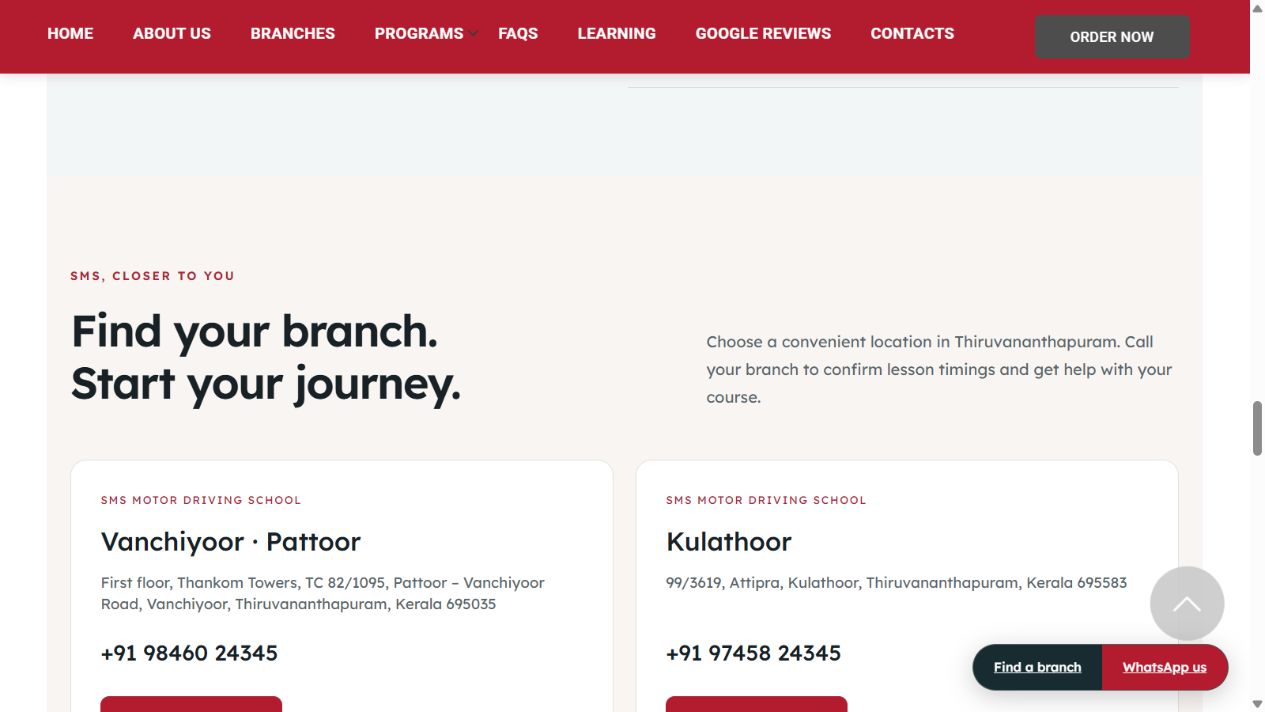 HOME ABOUT US BRANCHES PROGRAMS FAQS LEARNING GOOGLE REVIEWS CONTACTS ORDER NOW
SMS, CLOSER TO YOU
Find your branch.
Start your journey.
Choose a convenient location in Thiruvananthapuram. Call
your branch to confirm lesson timings and get help with your
course.
SMS MOTOR DRIVING SCHOOL
Vanchiyoor · Pattoor
First floor, Thankom Towers, TC 82/1095, Pattoor – Vanchiyoor
Road, Vanchiyoor, Thiruvananthapuram, Kerala 695035
+91 98460 24345
SMS MOTOR DRIVING SCHOOL
Kulathoor
99/3619, Attipra, Kulathoor, Thiruvananthapuram, Kerala 695583
+91 97458 24345
Find a branch WhatsApp us